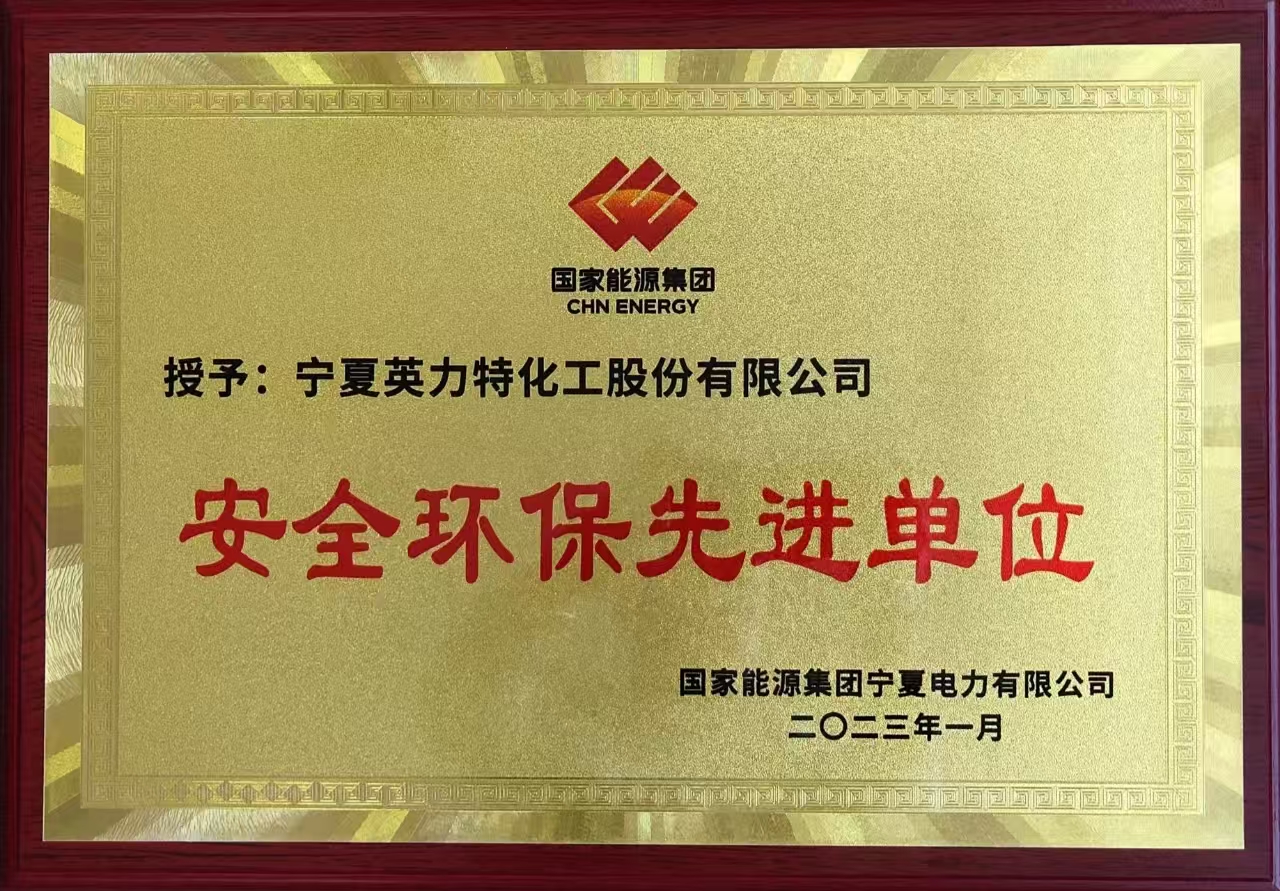 国家能源集团
CHN ENERGY
授予：宁夏英力特化工股份有限公司
安全环保先进单位
国家能源集团宁夏电力有限公司
二〇二三年一月